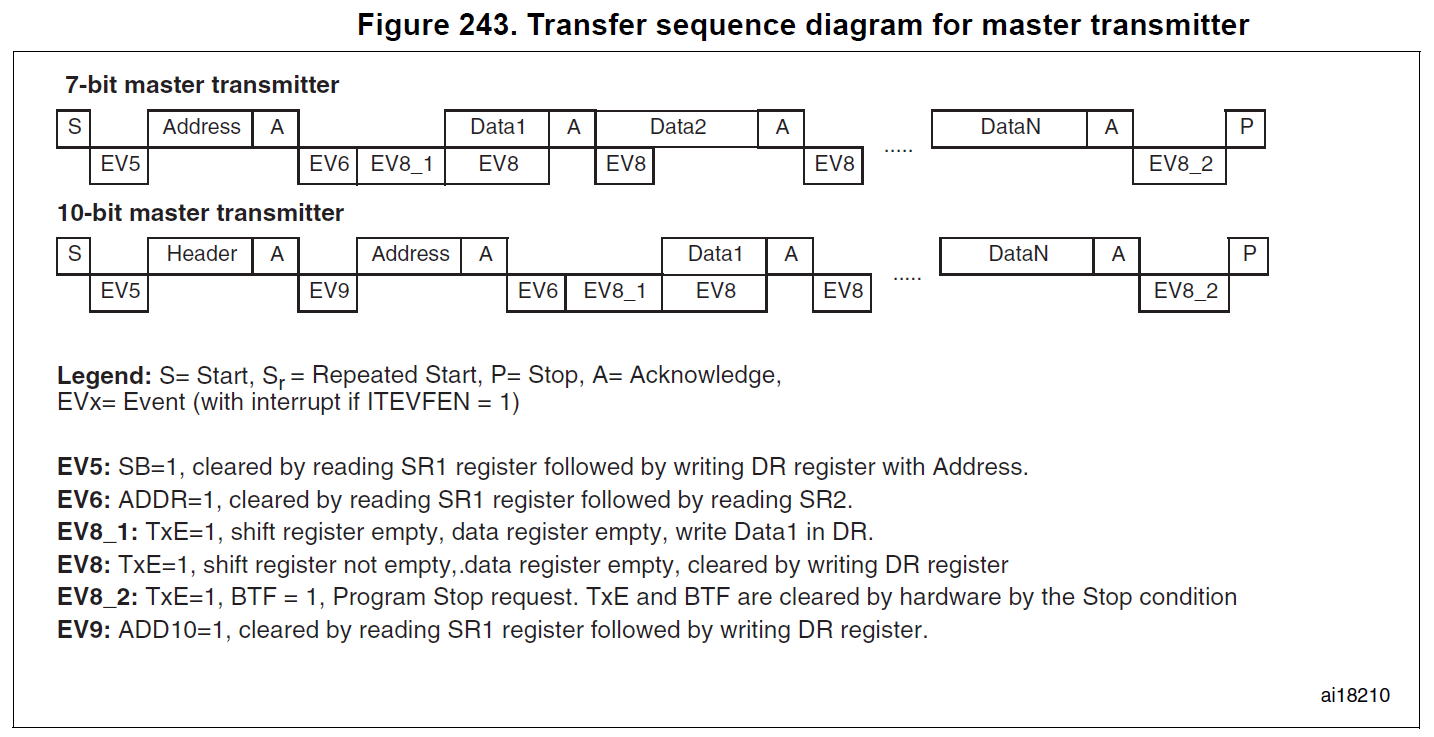 Figure 243. Transfer sequence diagram for master transmitter
7-bit master transmitter
S Address A Data1 A Data2 A ..... DataN A P
EV5 EV6 EV8_1 EV8 EV8 EV8 EV8_2
10-bit master transmitter
S Header A Address A Data1 A ..... DataN A P
EV5 EV9 EV6 EV8_1 EV8 EV8 EV8_2
Legend: S= Start, Sr = Repeated Start, P= Stop, A= Acknowledge,
EVx= Event (with interrupt if ITEVFEN = 1)
EV5: SB=1, cleared by reading SR1 register followed by writing DR register with Address.
EV6: ADDR=1, cleared by reading SR1 register followed by reading SR2.
EV8_1: TxE=1, shift register empty, data register empty, write Data1 in DR.
EV8: TxE=1, shift register not empty,.data register empty, cleared by writing DR register
EV8_2: TxE=1, BTF = 1, Program Stop request. TxE and BTF are cleared by hardware by the Stop condition
EV9: ADD10=1, cleared by reading SR1 register followed by writing DR register.
ai18210